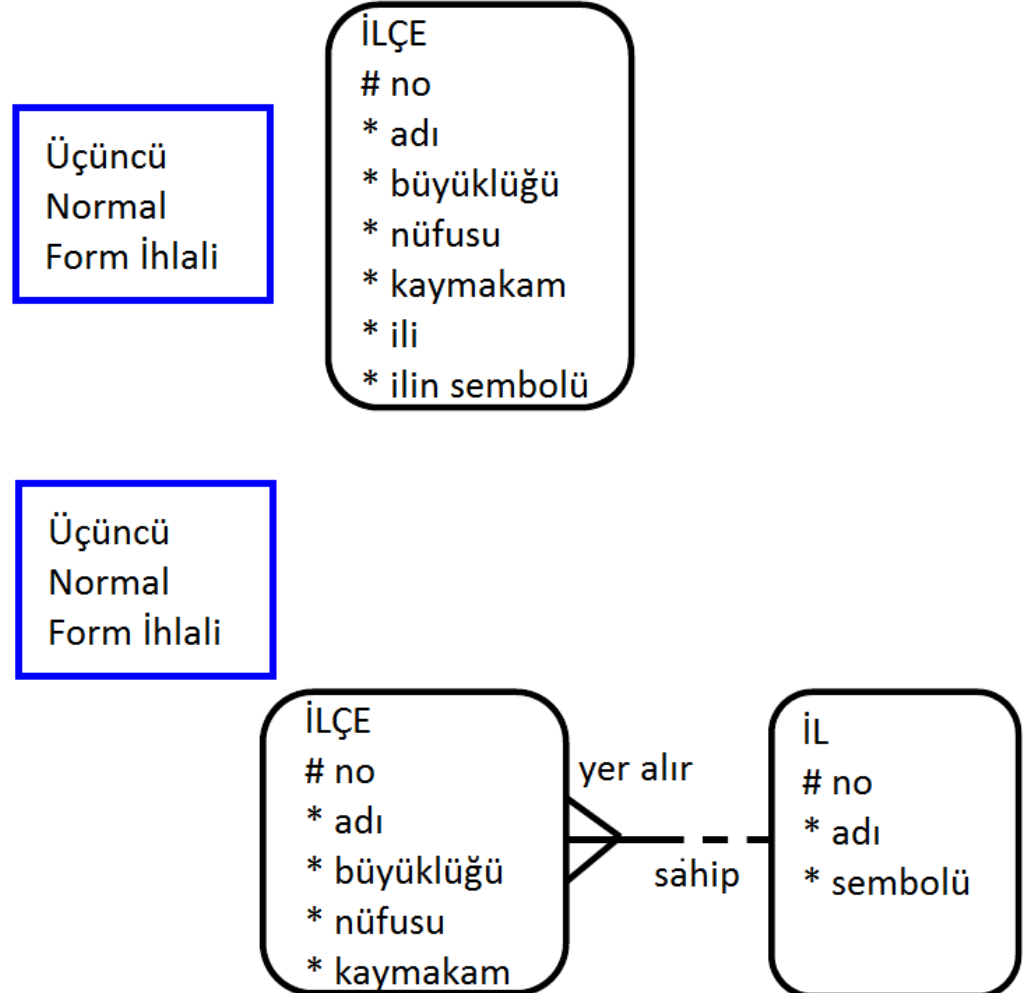 İLÇE
# no
* adı
* büyüklüğü
* nüfusu
* kaymakam
* ili
* ilin sembolü
Üçüncü
Normal
Form İhlali
Üçüncü
Normal
Form İhlali
İLÇE
# no
* adı
* büyüklüğü
* nüfusu
* kaymakam
yer alır
sahip
İL
# no
* adı
* sembolü